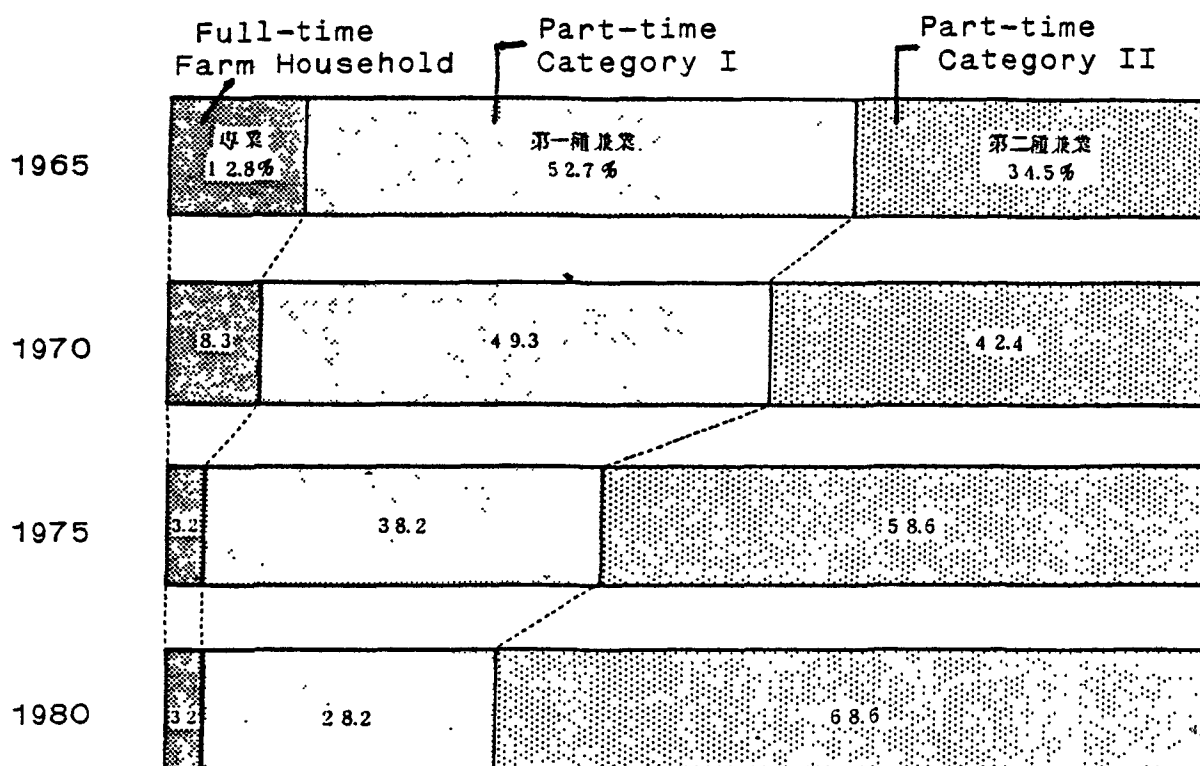 Full-time
Farm Household
Part-time
Category I
Part-time
Category II
1965
専業
12.8%
第一種兼業
52.7%
第二種兼業
34.5%
1970
8.3
49.3
42.4
1975
3.2
38.2
58.6
1980
32
28.2
68.6